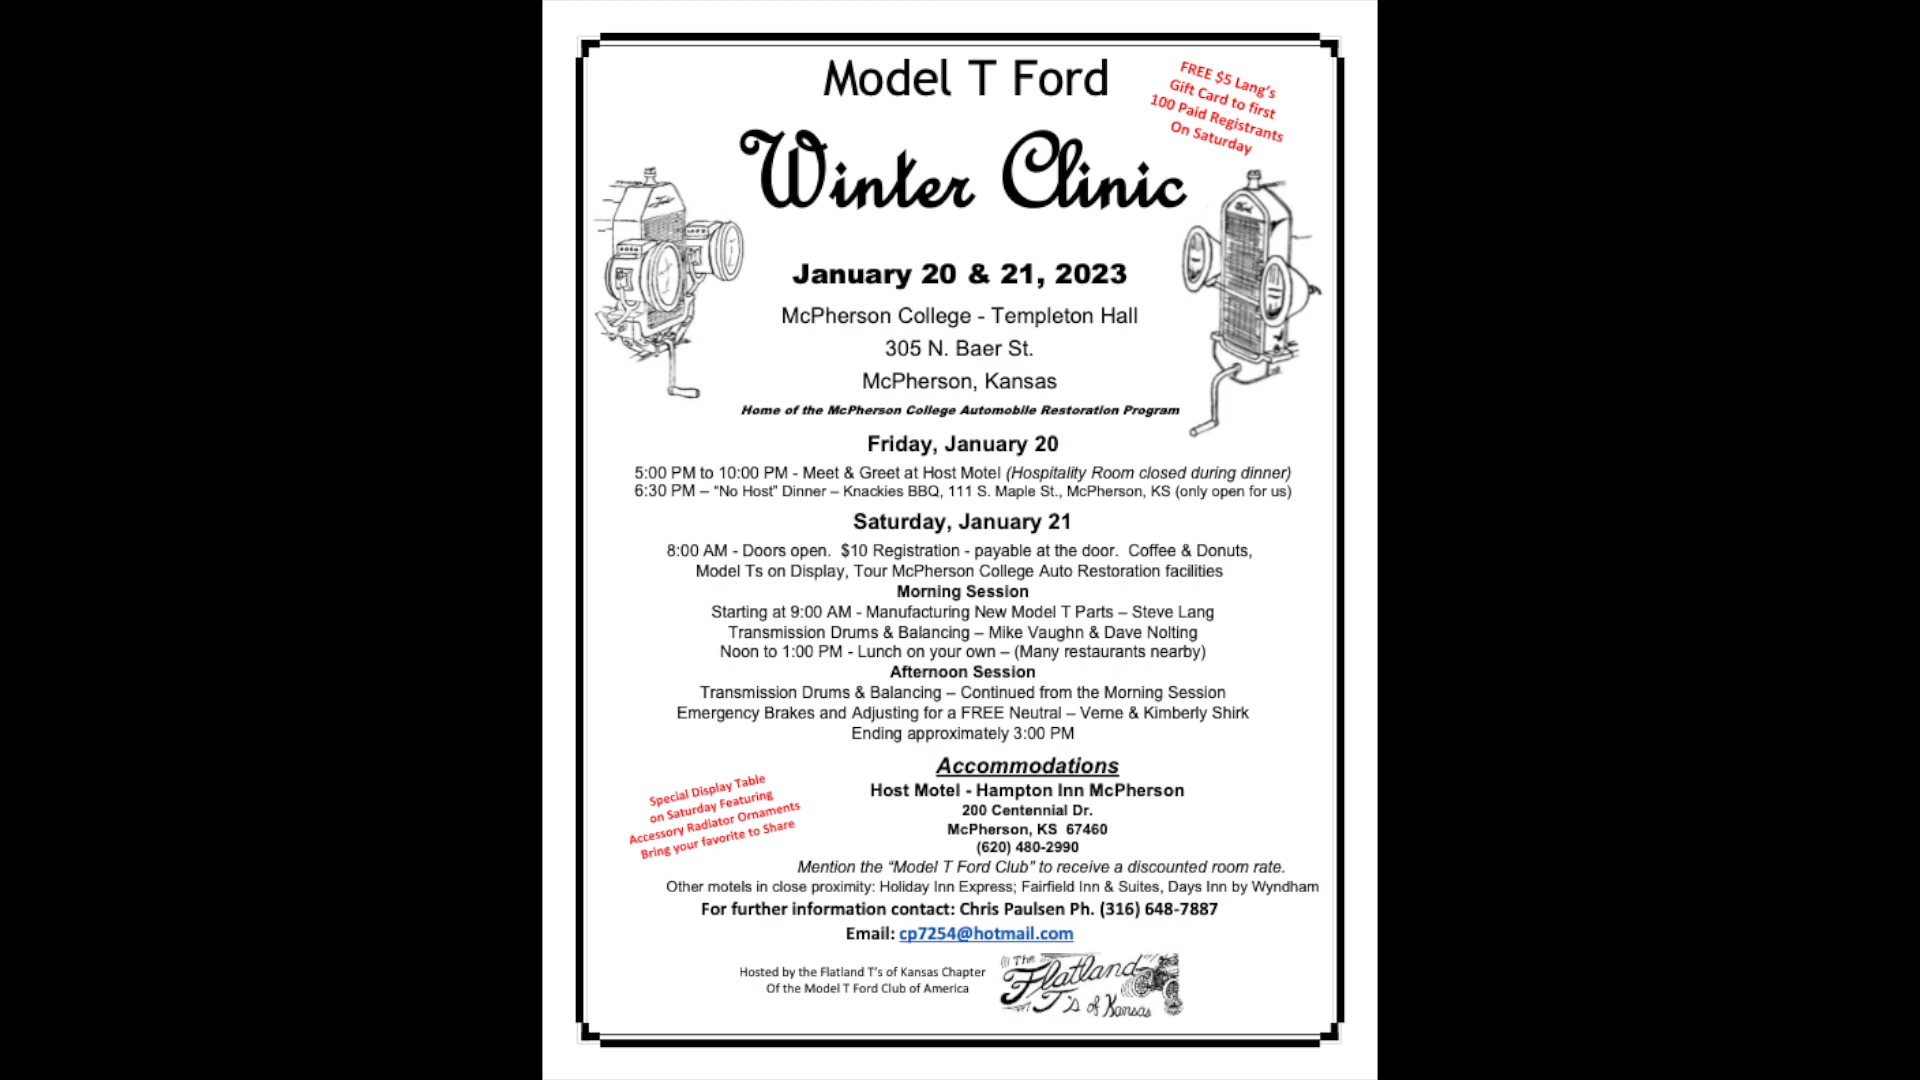 Model T Ford
FREE $5 Lang's
Gift Card to first
100 Paid Registrants
On Saturday
Winter Clinic
January 20 & 21, 2023
McPherson College - Templeton Hall
305 N. Baer St.
McPherson, Kansas
Home of the McPherson College Automobile Restoration Program
Friday, January 20
5:00 PM to 10:00 PM - Meet & Greet at Host Motel (Hospitality Room closed during dinner)
6:30 PM – “No Host” Dinner – Knackies BBQ, 111 S. Maple St., McPherson, KS (only open for us)
Saturday, January 21
8:00 AM - Doors open.  $10 Registration - payable at the door.  Coffee & Donuts,
Model Ts on Display, Tour McPherson College Auto Restoration facilities
Morning Session
Starting at 9:00 AM - Manufacturing New Model T Parts – Steve Lang
Transmission Drums & Balancing – Mike Vaughn & Dave Nolting
Noon to 1:00 PM - Lunch on your own – (Many restaurants nearby)
Afternoon Session
Transmission Drums & Balancing – Continued from the Morning Session
Emergency Brakes and Adjusting for a FREE Neutral – Verne & Kimberly Shirk
Ending approximately 3:00 PM
Special Display Table
on Saturday Featuring
Accessory Radiator Ornaments
Bring your favorite to Share
Accommodations
Host Motel - Hampton Inn McPherson
200 Centennial Dr.
McPherson, KS  67460
(620) 480-2990
Mention the “Model T Ford Club” to receive a discounted room rate.
Other motels in close proximity: Holiday Inn Express; Fairfield Inn & Suites, Days Inn by Wyndham
For further information contact: Chris Paulsen Ph. (316) 648-7887
Email: cp7254@hotmail.com
Hosted by the Flatland T's of Kansas Chapter
Of the Model T Ford Club of America
The
Flatland
T's of Kansas